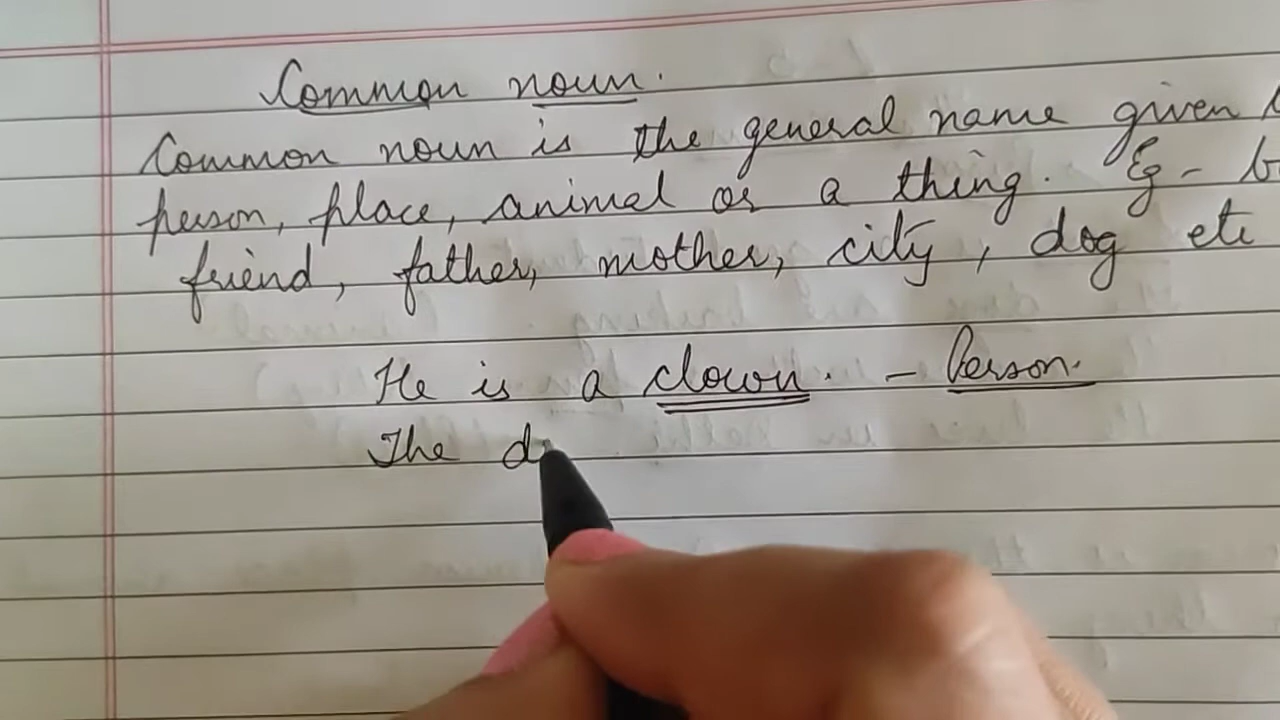 Common noun.
Common noun is the general name given
person, place, animal or a thing. Eg -
friend, father, mother, city, dog etc
He is a clown. - Person.
The